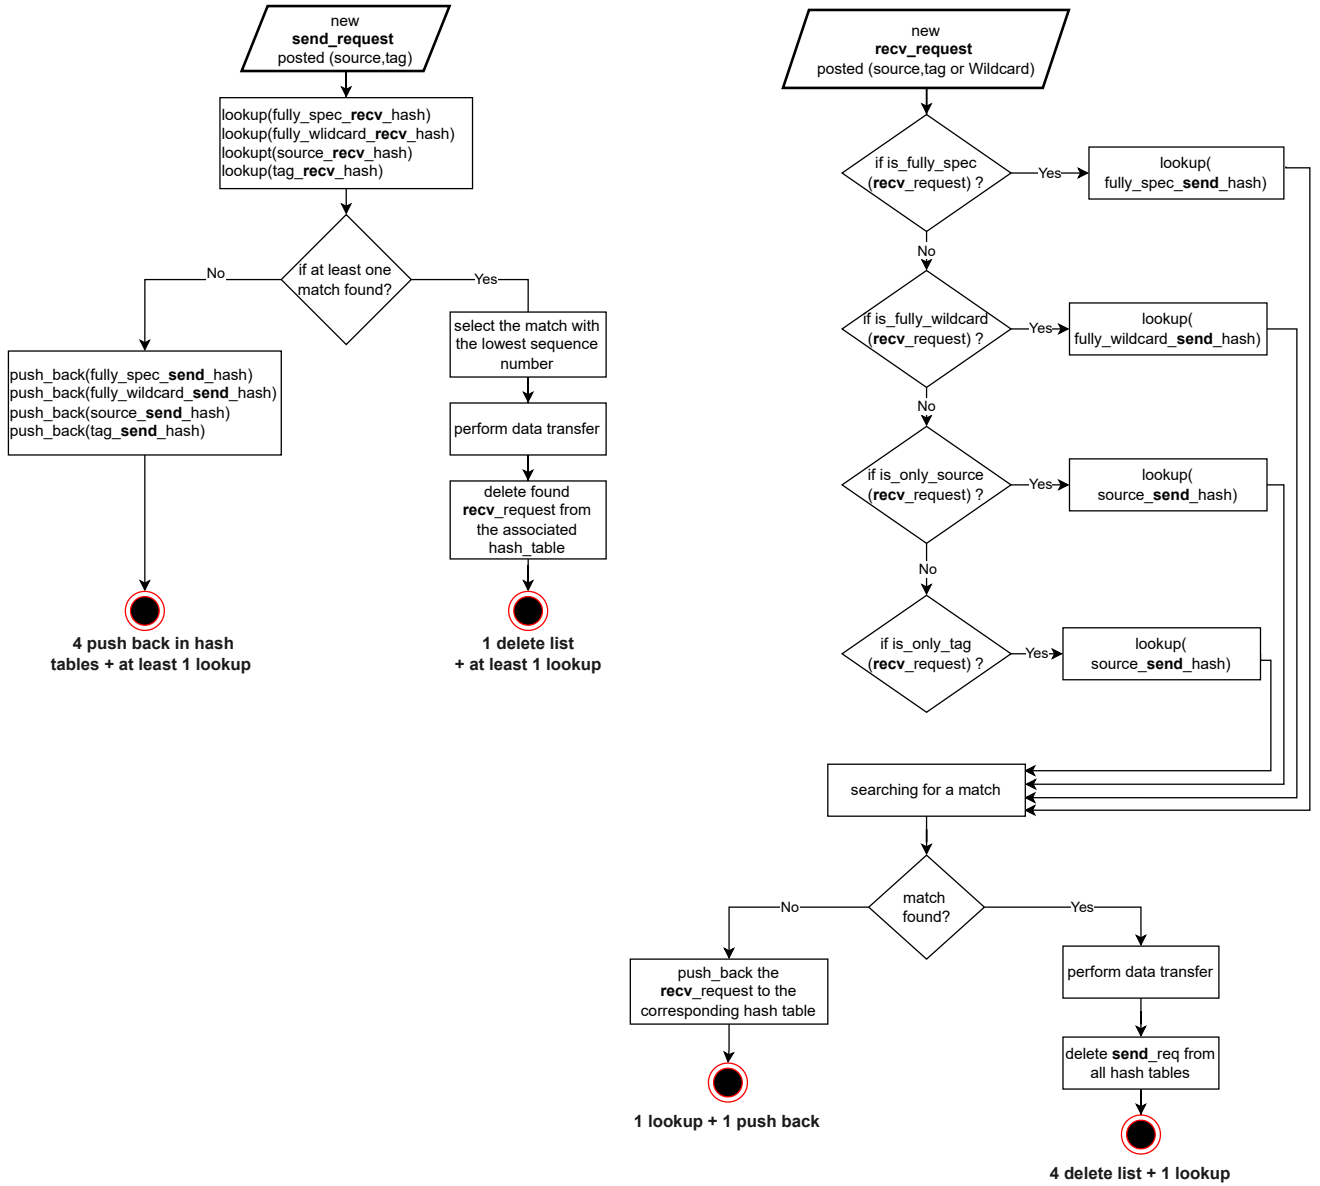 new
send_request
posted (source,tag)
lookup(fully_spec_recv_hash)
lookup(fully_wlidcard_recv_hash)
lookupt(source_recv_hash)
lookup(tag_recv_hash)
if at least one
match found?
No
Yes
push_back(fully_spec_send_hash)
push_back(fully_wildcard_send_hash)
push_back(source_send_hash)
push_back(tag_send_hash)
select the match with
the lowest sequence
number
perform data transfer
delete found
recv_request from
the associated
hash_table
4 push back in hash
tables + at least 1 lookup
1 delete list
+ at least 1 lookup
new
recv_request
posted (source,tag or Wildcard)
if is_fully_spec
(recv_request) ?
Yes
lookup(
fully_spec_send_hash)
No
if is_fully_wildcard
(recv_request) ?
Yes
lookup(
fully_wildcard_send_hash)
No
if is_only_source
(recv_request) ?
Yes
lookup(
source_send_hash)
No
if is_only_tag
(recv_request) ?
Yes
lookup(
source_send_hash)
searching for a match
match
found?
No
Yes
push_back the
recv_request to the
corresponding hash table
1 lookup + 1 push back
perform data transfer
delete send_req from
all hash tables
4 delete list + 1 lookup